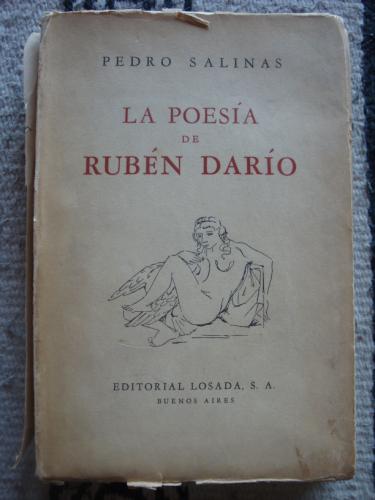 PEDRO SALINAS
LA POESÍA
DE
RUBÉN DARÍO
EDITORIAL LOSADA, S. A.
BUENOS AIRES